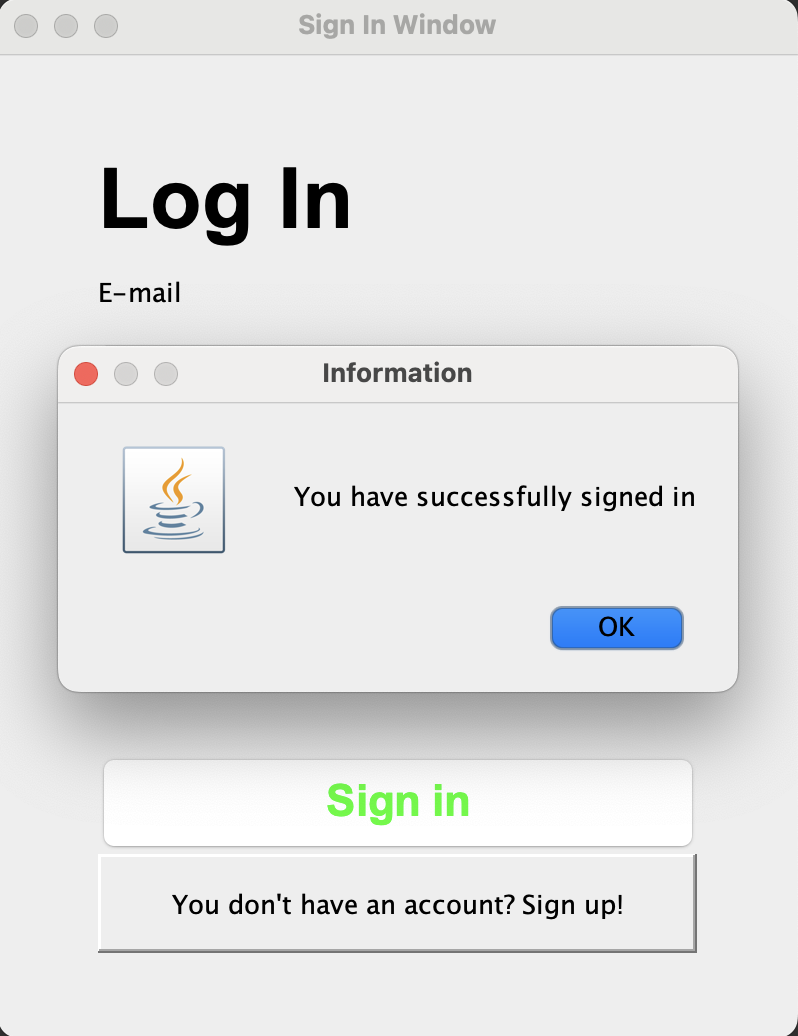 Sign In Window
Log In
E-mail
Information
You have successfully signed in
OK
Sign in
You don't have an account? Sign up!